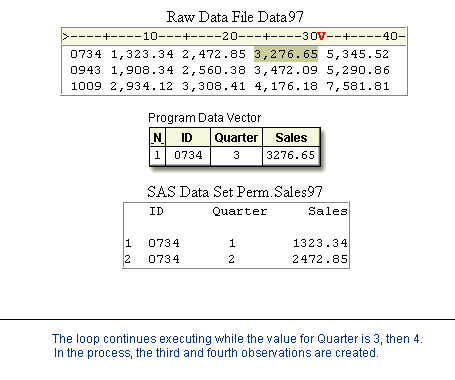 Raw Data File Data97
>----+----10---+----20---+----30V--+----40-
0734 1,323.34 2,472.85 3,276.65 5,345.52
0943 1,908.34 2,560.38 3,472.09 5,290.86
1009 2,934.12 3,308.41 4,176.18 7,581.81
Program Data Vector
_N_ ID Quarter Sales
1 0734 3 3276.65
SAS Data Set Perm.Sales97
ID Quarter Sales
1 0734 1 1323.34
2 0734 2 2472.85
The loop continues executing while the value for Quarter is 3, then 4.
In the process, the third and fourth observations are created.